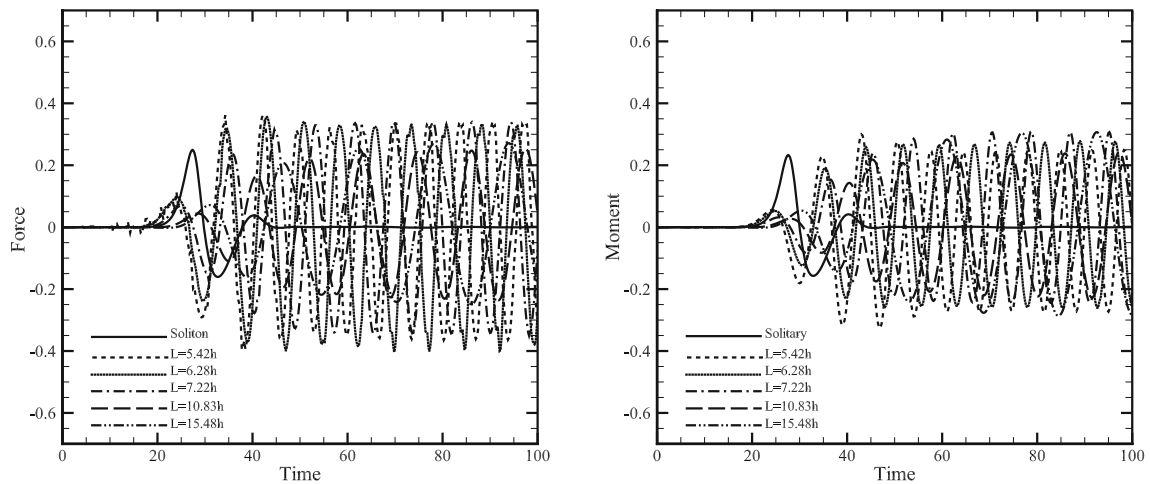 0.6
0.4
0.2
0
-0.2
-0.4
-0.6
Force
Soliton
L=5.42h
L=6.28h
L=7.22h
L=10.83h
L=15.48h
0 20 40 60 80 100
Time
0.6
0.4
0.2
0
-0.2
-0.4
-0.6
Moment
Solitary
L=5.42h
L=6.28h
L=7.22h
L=10.83h
L=15.48h
0 20 40 60 80 100
Time